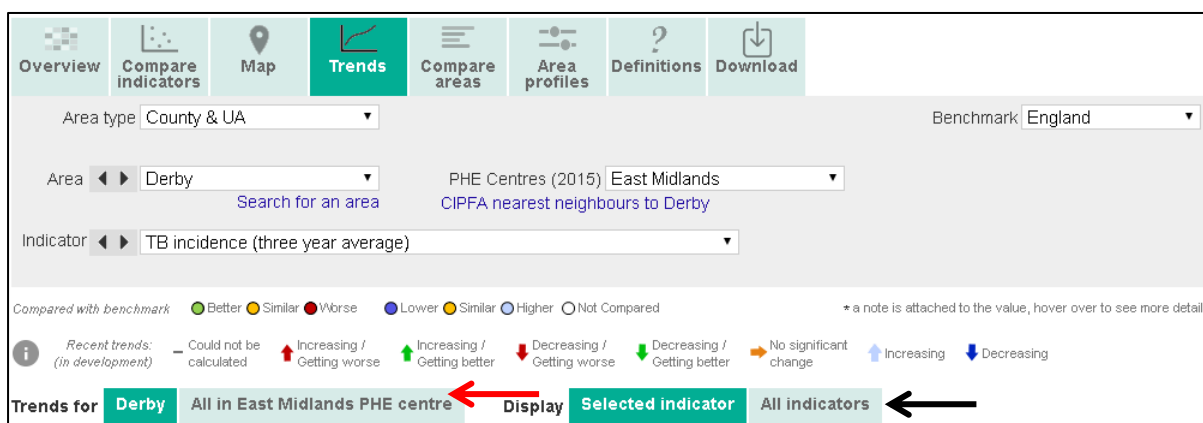 Overview Compare indicators Map Trends Compare areas Area profiles Definitions Download
Area type County & UA Benchmark England
Area Derby PHE Centres (2015) East Midlands
Search for an area CIPFA nearest neighbours to Derby
Indicator TB incidence (three year average)
Compared with benchmark Better Similar Worse Lower Similar Higher Not Compared * a note is attached to the value, hover over to see more detail
Recent trends: (in development) – Could not be calculated Increasing / Getting worse Increasing / Getting better Decreasing / Getting worse Decreasing / Getting better No significant change Increasing Decreasing
Trends for Derby All in East Midlands PHE centre Display Selected indicator All indicators